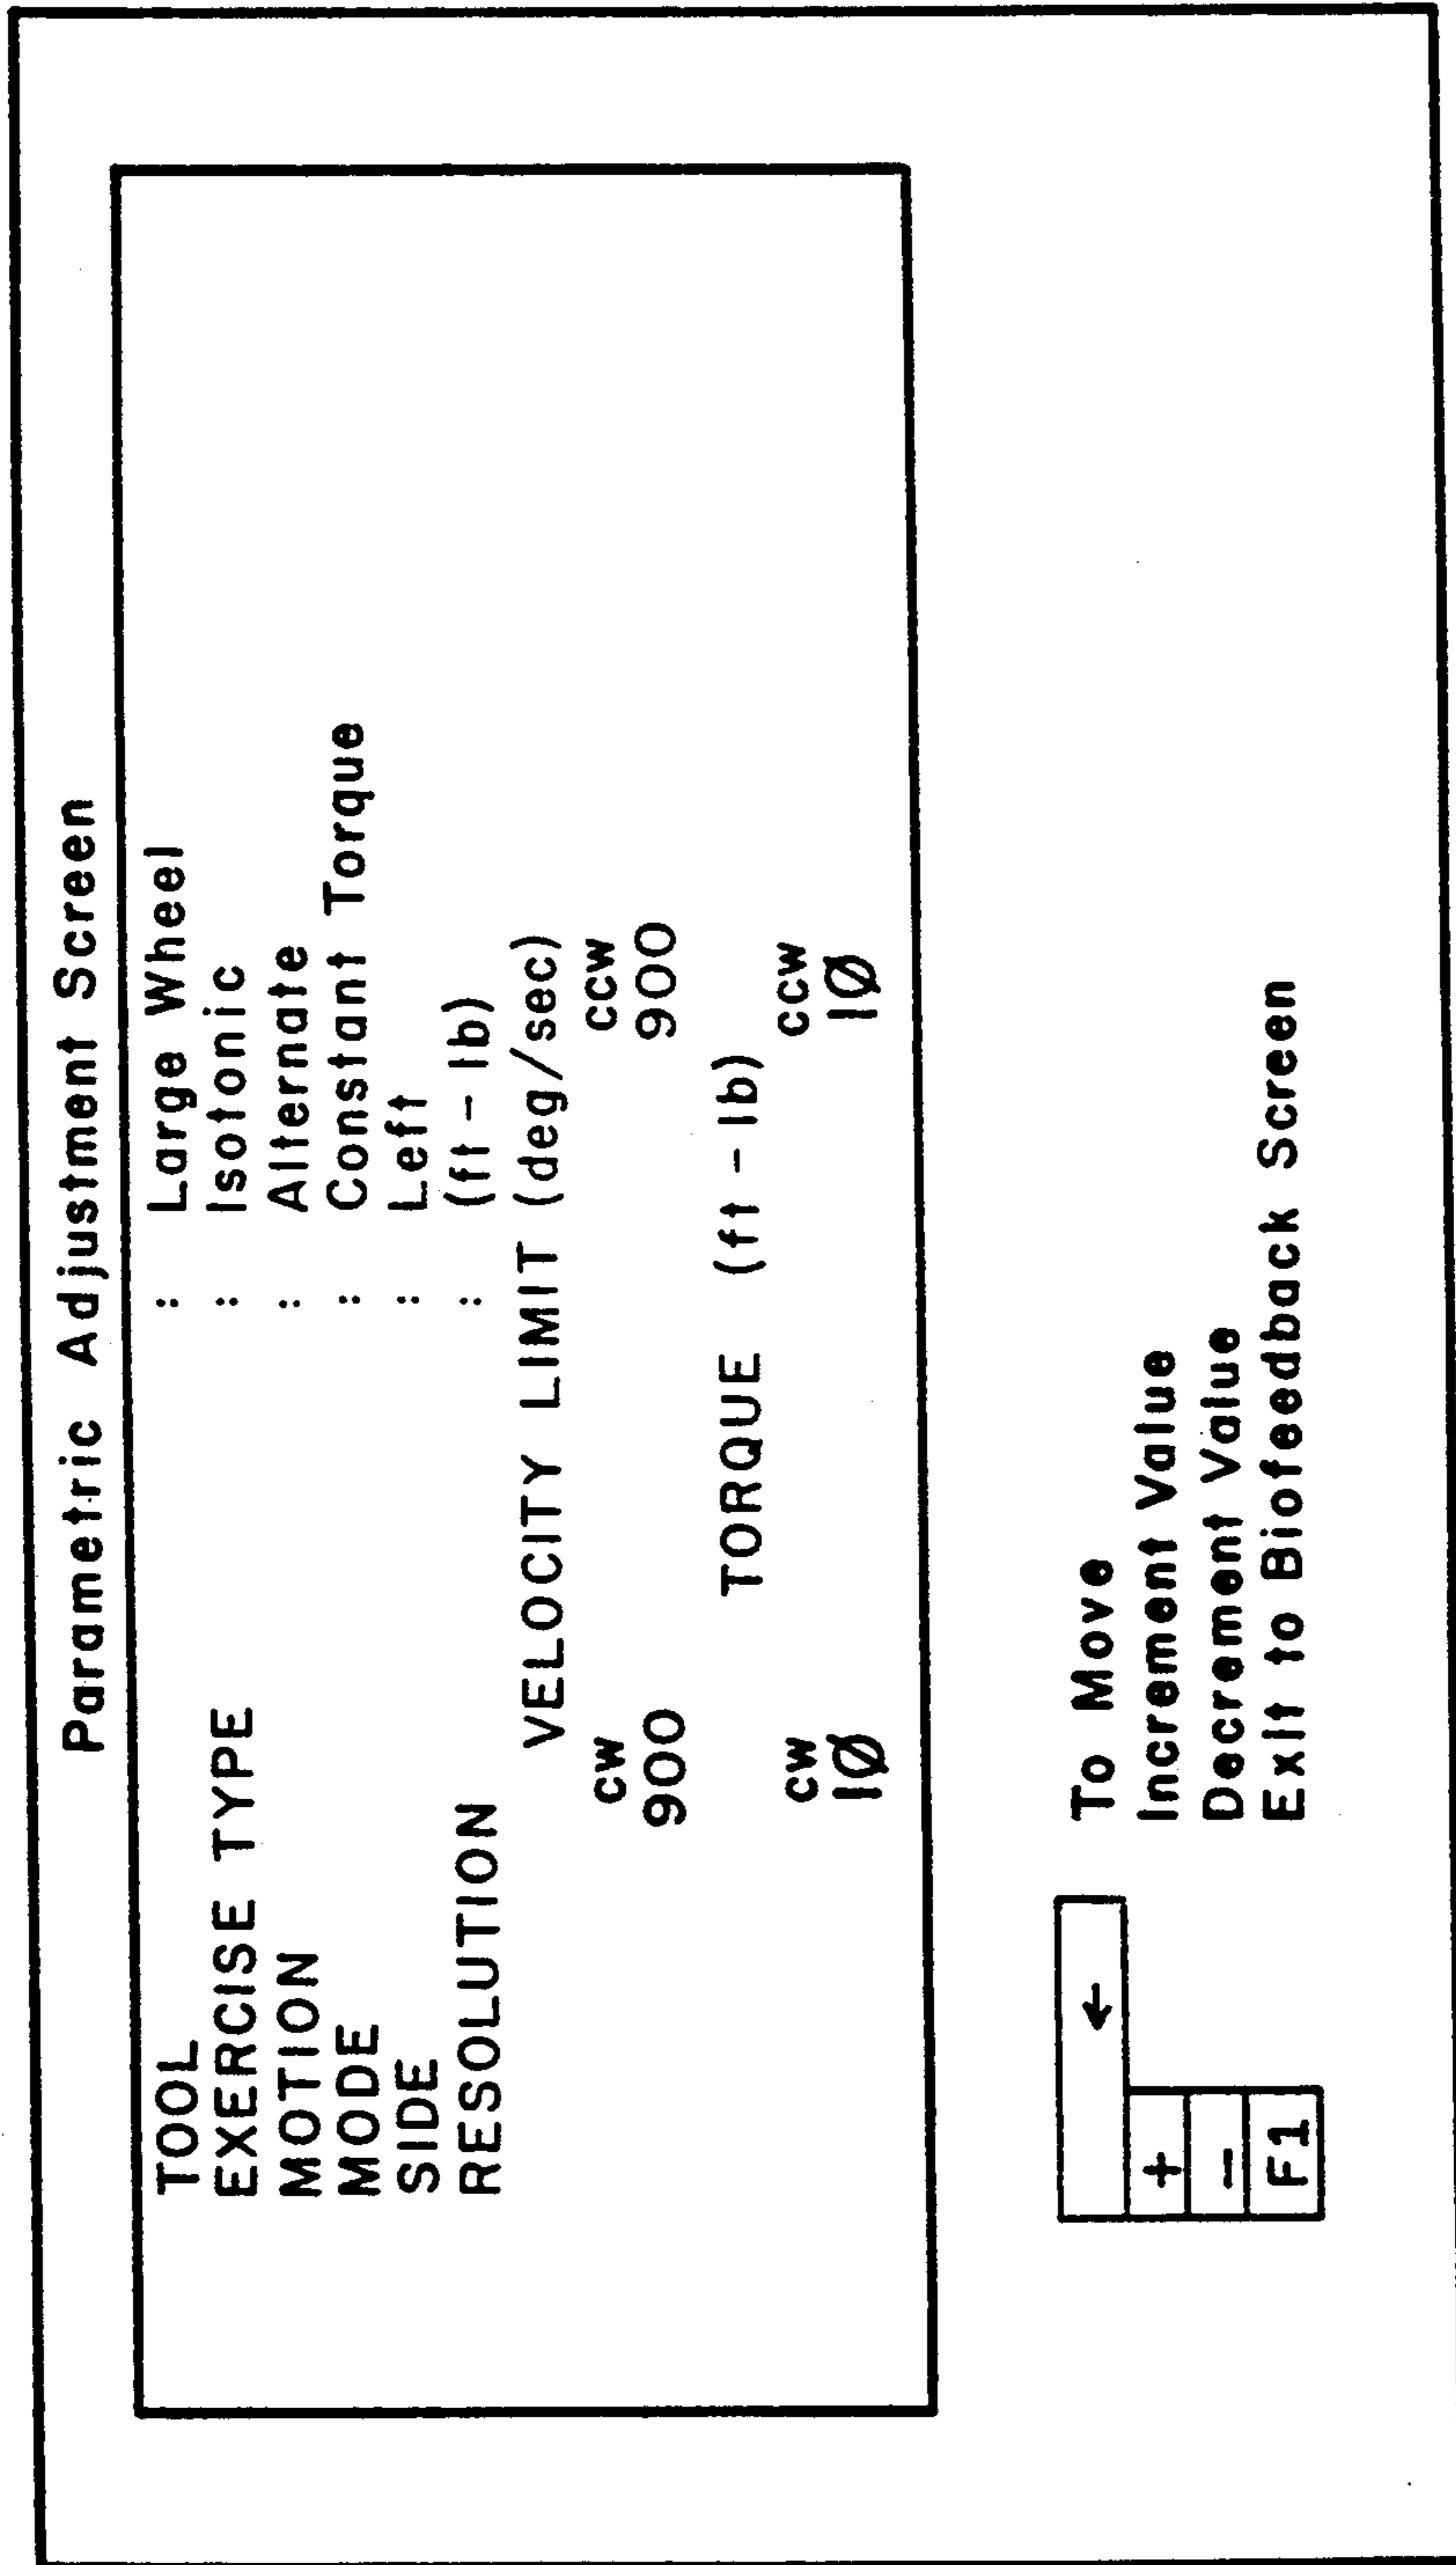 Parametric Adjustment Screen
TOOL : Large Wheel
EXERCISE TYPE : Isotonic
MOTION : Alternate
MODE : Constant Torque
SIDE : Left
RESOLUTION : (ft-lb)
VELOCITY LIMIT (deg/sec)
cw ccw
900 900
TORQUE (ft-lb)
cw ccw
1Ø 1Ø
← To Move
+ Increment Value
- Decrement Value
F1 Exit to Biofeedback Screen